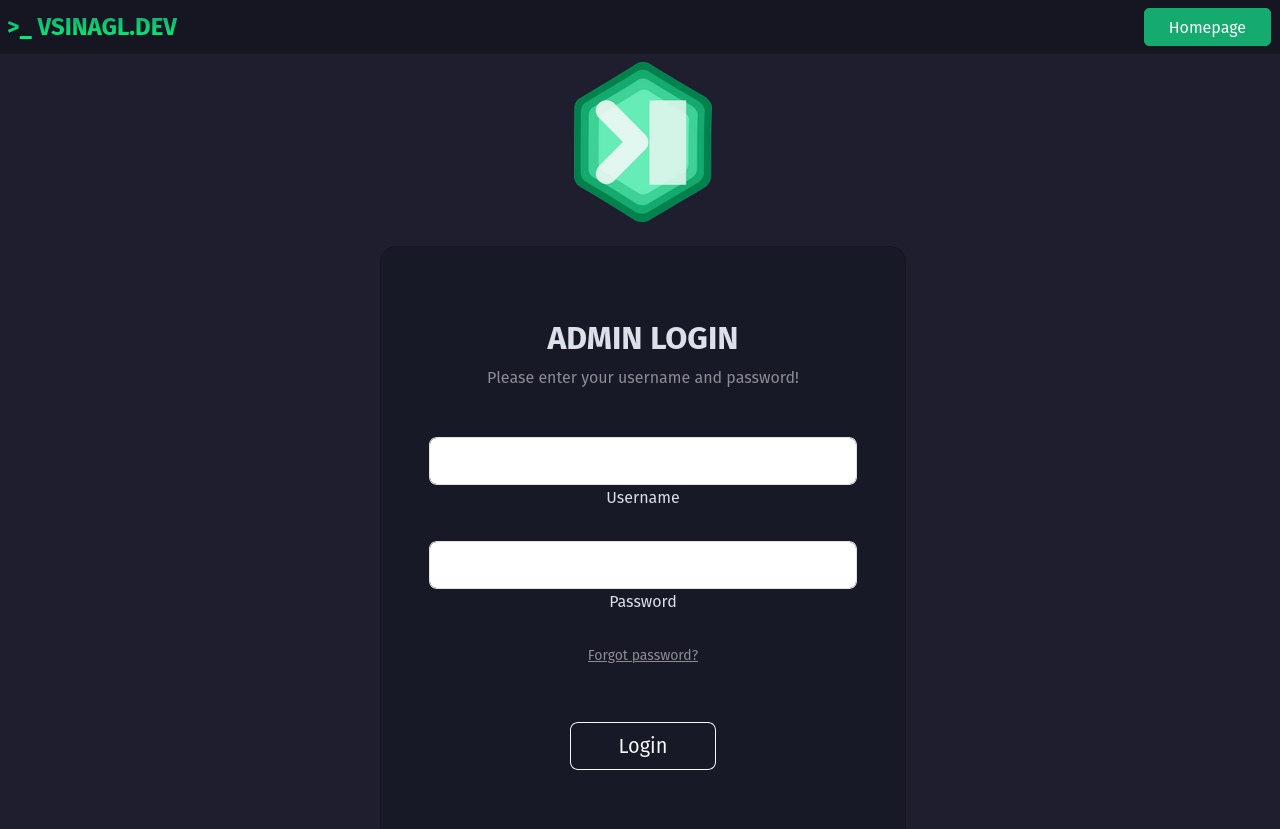 >_ VSINAGL.DEV
Homepage
ADMIN LOGIN
Please enter your username and password!
Username
Password
Forgot password?
Login